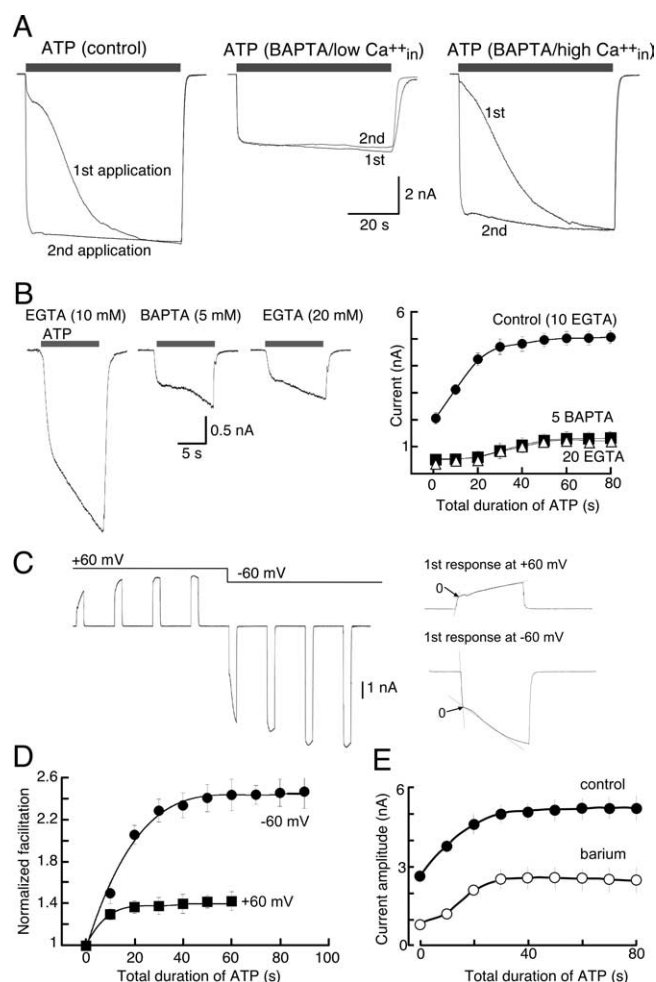 A
ATP (control)
ATP (BAPTA/low Ca++in)
ATP (BAPTA/high Ca++in)
1st application
2nd application
2nd
1st
2 nA
20 s
1st
2nd
B
EGTA (10 mM)
BAPTA (5 mM)
EGTA (20 mM)
ATP
0.5 nA
5 s
6
Control (10 EGTA)
Current (nA)
5 BAPTA
1
20 EGTA
0 20 40 60 80
Total duration of ATP (s)
C
+60 mV
-60 mV
1 nA
1st response at +60 mV
0
1st response at -60 mV
0
D
2.6
2.2
1.8
1.4
1
Normalized facilitation
-60 mV
+60 mV
0 20 40 60 80 100
Total duration of ATP (s)
E
6
3
0
Current amplitude (nA)
control
barium
0 20 40 60 80
Total duration of ATP (s)